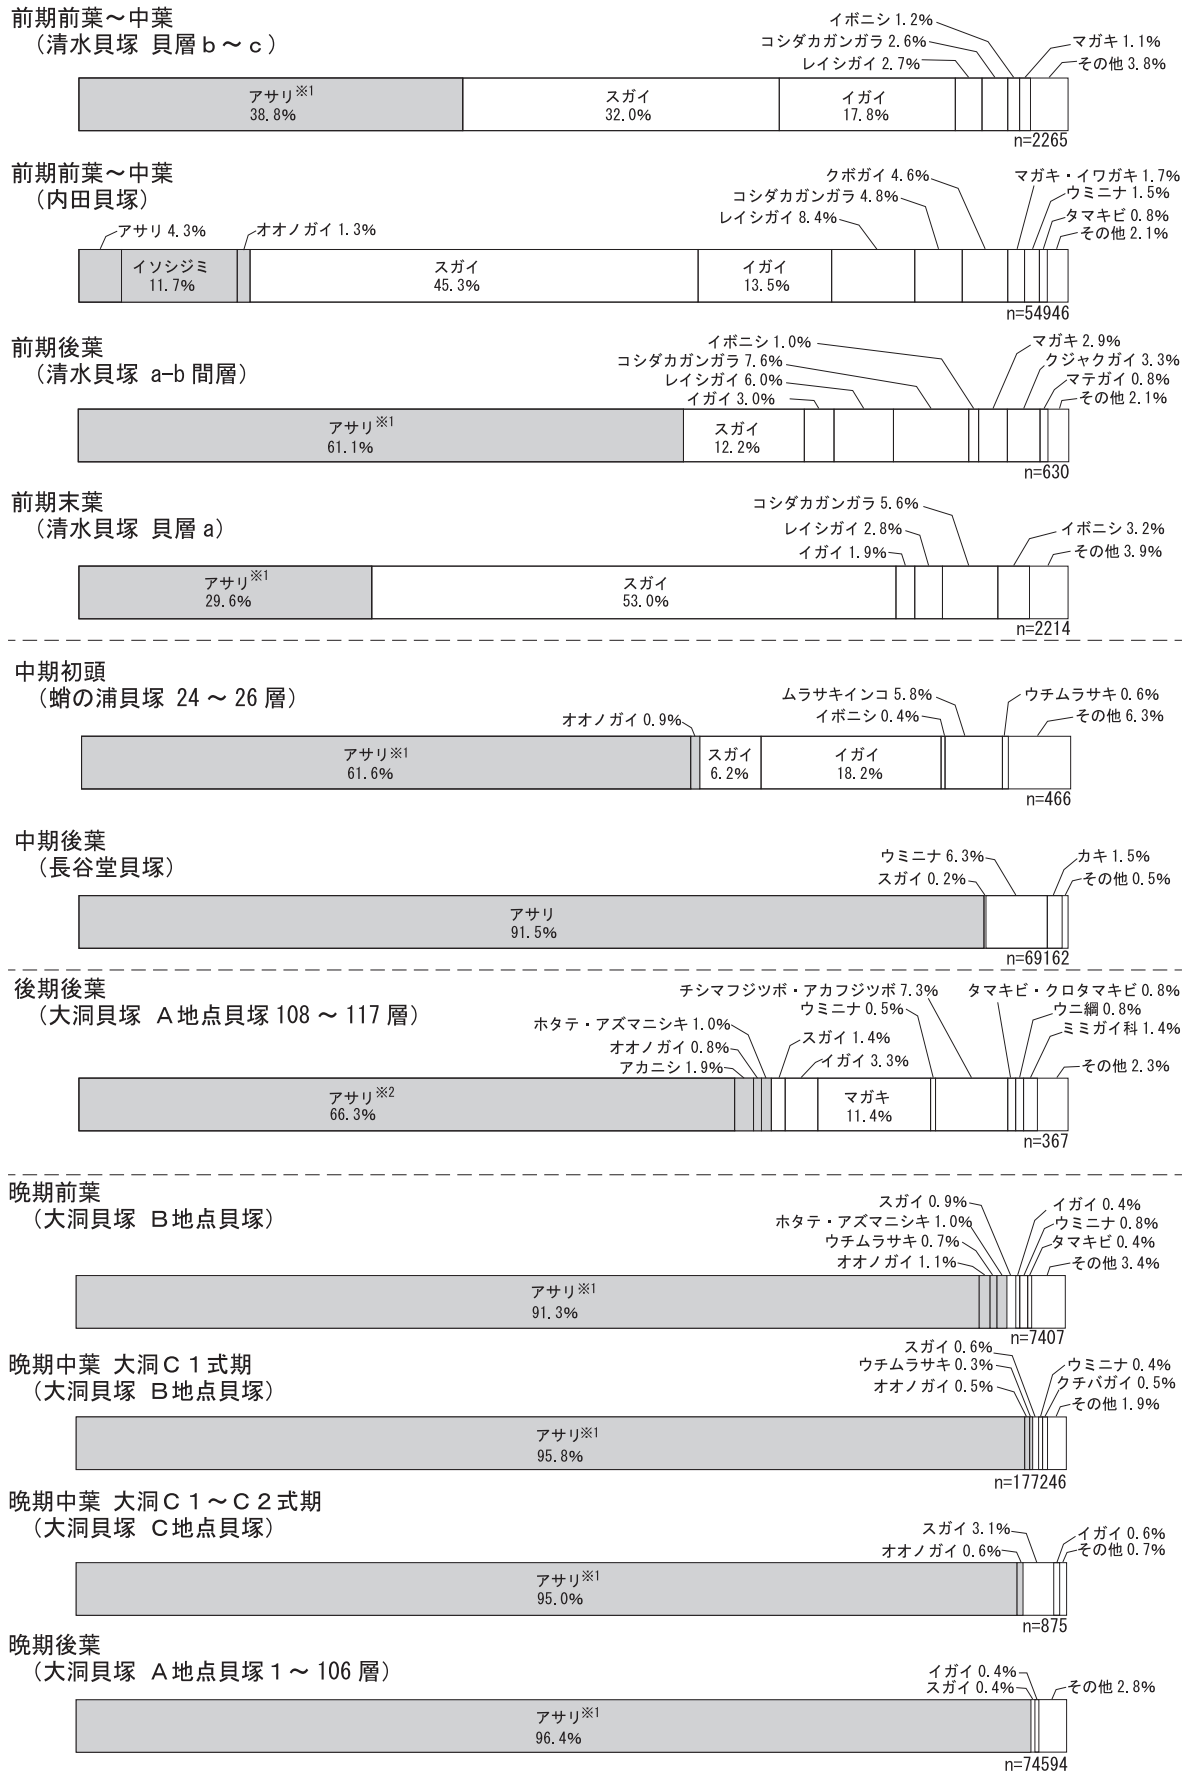 前期前葉～中葉
（清水貝塚 貝層ｂ～ｃ）
イボニシ 1.2%
コシダカガンガラ 2.6%
マガキ 1.1%
レイシガイ 2.7%
その他 3.8%
アサリ※1
38.8%
スガイ
32.0%
イガイ
17.8%
n=2265
前期前葉～中葉
（内田貝塚）
クボガイ 4.6%
マガキ・イワガキ 1.7%
コシダカガンガラ 4.8%
ウミニナ 1.5%
レイシガイ 8.4%
タマキビ 0.8%
アサリ 4.3%
オオノガイ 1.3%
その他 2.1%
イソシジミ
11.7%
スガイ
45.3%
イガイ
13.5%
n=54946
前期後葉
（清水貝塚 a-b 間層）
イボニシ 1.0%
マガキ 2.9%
コシダカガンガラ 7.6%
クジャクガイ 3.3%
レイシガイ 6.0%
マテガイ 0.8%
イガイ 3.0%
その他 2.1%
アサリ※1
61.1%
スガイ
12.2%
n=630
前期末葉
（清水貝塚 貝層 a）
コシダカガンガラ 5.6%
レイシガイ 2.8%
イボニシ 3.2%
イガイ 1.9%
その他 3.9%
アサリ※1
29.6%
スガイ
53.0%
n=2214
中期初頭
（蛸の浦貝塚 24 ～ 26 層）
ムラサキインコ 5.8%
ウチムラサキ 0.6%
オオノガイ 0.9%
イボニシ 0.4%
その他 6.3%
アサリ※1
61.6%
スガイ
6.2%
イガイ
18.2%
n=466
中期後葉
（長谷堂貝塚）
ウミニナ 6.3%
カキ 1.5%
スガイ 0.2%
その他 0.5%
アサリ
91.5%
n=69162
後期後葉
（大洞貝塚 Ａ地点貝塚 108 ～ 117 層）
チシマフジツボ・アカフジツボ 7.3%
タマキビ・クロタマキビ 0.8%
ウミニナ 0.5%
ウニ綱 0.8%
ホタテ・アズマニシキ 1.0%
スガイ 1.4%
ミミガイ科 1.4%
オオノガイ 0.8%
イガイ 3.3%
アカニシ 1.9%
その他 2.3%
アサリ※2
66.3%
マガキ
11.4%
n=367
晩期前葉
（大洞貝塚 Ｂ地点貝塚）
スガイ 0.9%
イガイ 0.4%
ホタテ・アズマニシキ 1.0%
ウミニナ 0.8%
ウチムラサキ 0.7%
タマキビ 0.4%
オオノガイ 1.1%
その他 3.4%
アサリ※1
91.3%
n=7407
晩期中葉 大洞Ｃ１式期
（大洞貝塚 Ｂ地点貝塚）
スガイ 0.6%
ウチムラサキ 0.3%
ウミニナ 0.4%
オオノガイ 0.5%
クチバガイ 0.5%
その他 1.9%
アサリ※1
95.8%
n=177246
晩期中葉 大洞Ｃ１～Ｃ２式期
（大洞貝塚 Ｃ地点貝塚）
スガイ 3.1%
イガイ 0.6%
オオノガイ 0.6%
その他 0.7%
アサリ※1
95.0%
n=875
晩期後葉
（大洞貝塚 Ａ地点貝塚１～ 106 層）
イガイ 0.4%
スガイ 0.4%
その他 2.8%
アサリ※1
96.4%
n=74594